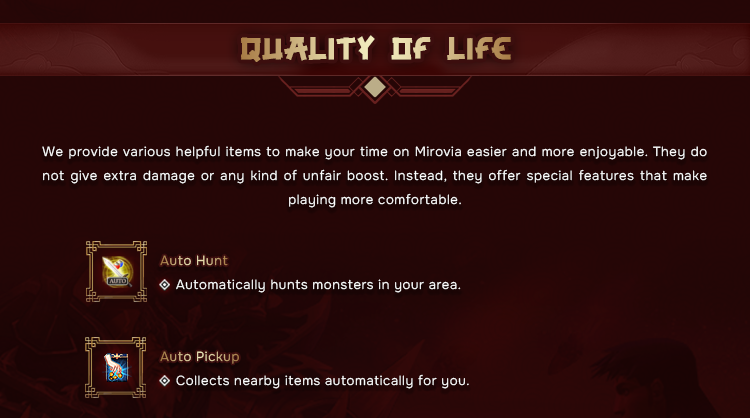 QUALITY OF LIFE
We provide various helpful items to make your time on Mirovia easier and more enjoyable. They do
not give extra damage or any kind of unfair boost. Instead, they offer special features that make
playing more comfortable.
Auto Hunt
AUTO
Automatically hunts monsters in your area.
Auto Pickup
Collects nearby items automatically for you.